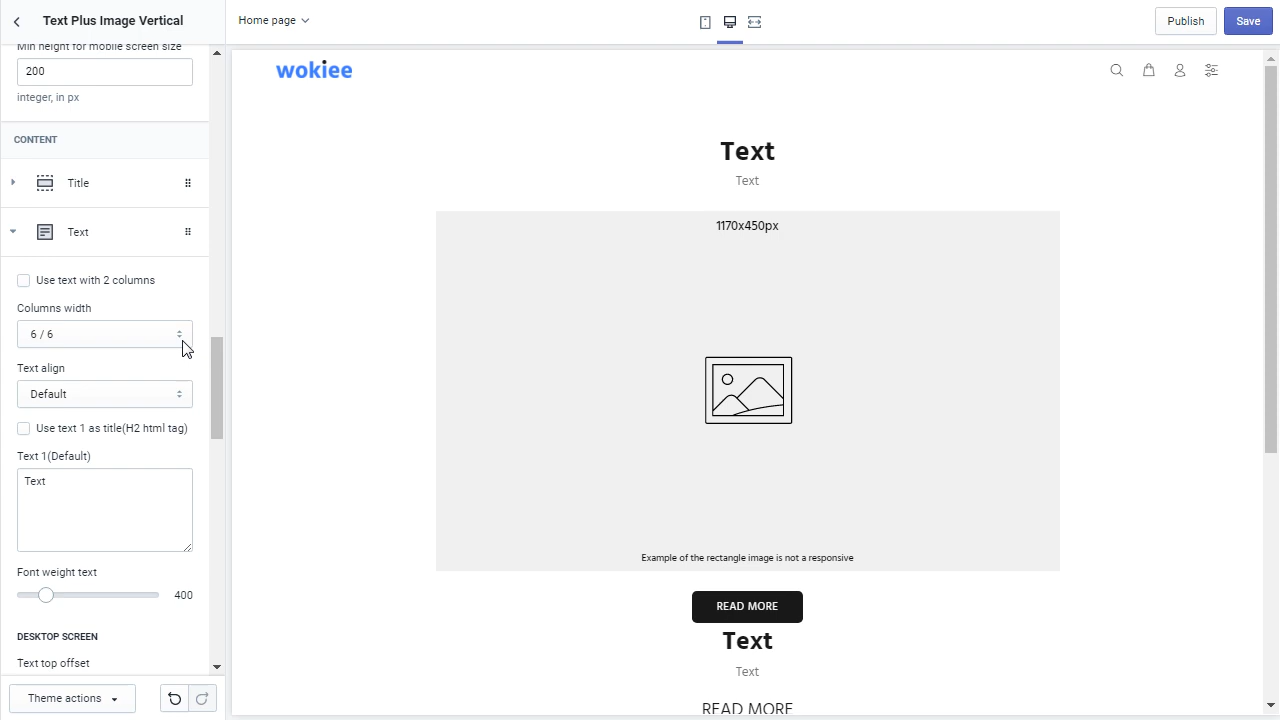 Text Plus Image Vertical
Home page
Publish
Save
Min height for mobile screen size
200
integer, in px
CONTENT
Title
Text
Use text with 2 columns
Columns width
6 / 6
Text align
Default
Use text 1 as title(H2 html tag)
Text 1(Default)
Text
Font weight text
400
DESKTOP SCREEN
Text top offset
Theme actions
wokiee
Text
Text
1170x450px
Example of the rectangle image is not a responsive
READ MORE
Text
Text
READ MORE